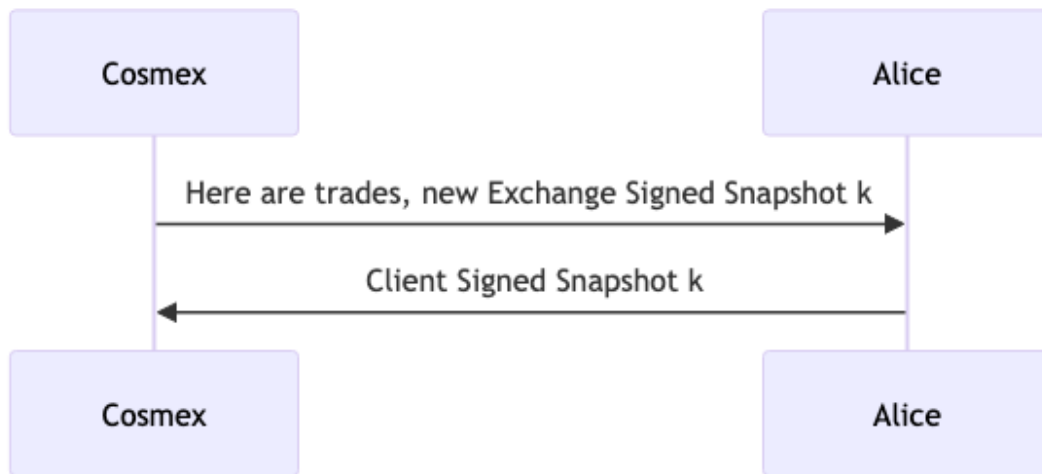 Cosmex
Alice
Here are trades, new Exchange Signed Snapshot k
Client Signed Snapshot k
Cosmex
Alice